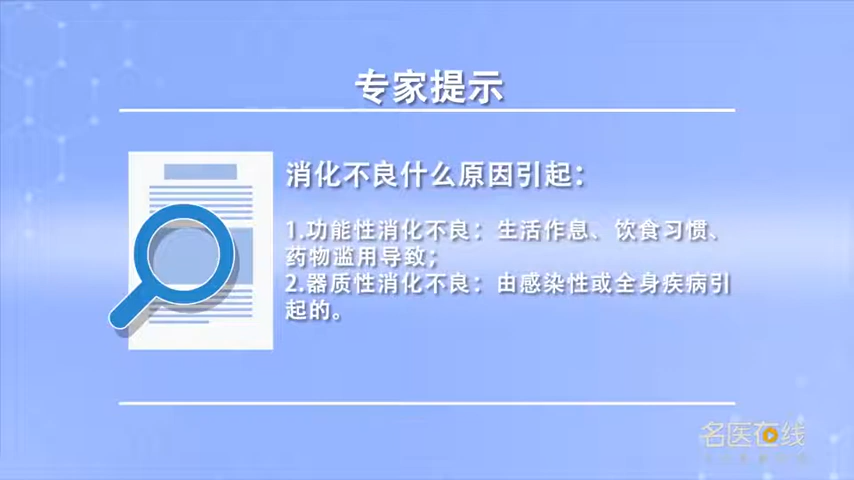 专家提示
消化不良什么原因引起：
1.功能性消化不良：生活作息、饮食习惯、
药物滥用导致；
2.器质性消化不良：由感染性或全身疾病引
起的。
名医在线